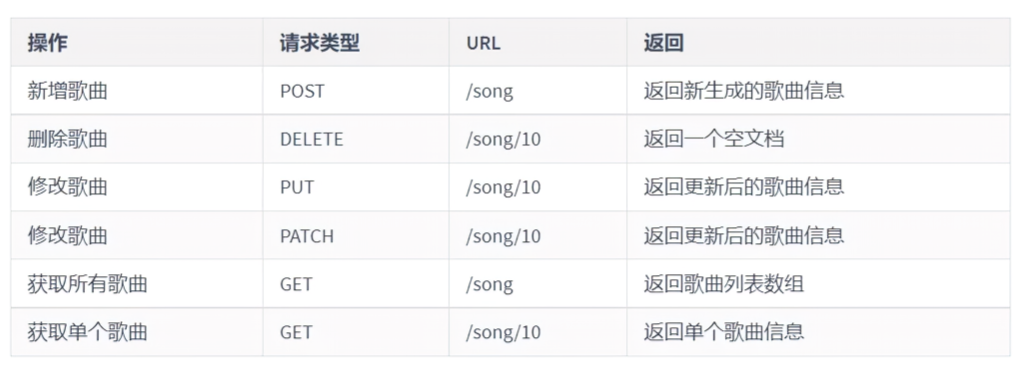 操作 请求类型 URL 返回
新增歌曲 POST /song 返回新生成的歌曲信息
删除歌曲 DELETE /song/10 返回一个空文档
修改歌曲 PUT /song/10 返回更新后的歌曲信息
修改歌曲 PATCH /song/10 返回更新后的歌曲信息
获取所有歌曲 GET /song 返回歌曲列表数组
获取单个歌曲 GET /song/10 返回单个歌曲信息